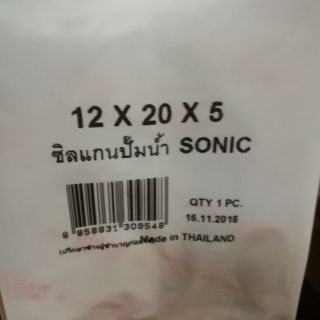 12 X 20 X 5
ซิลแกนปั๊มน้ำ SONIC
QTY 1 PC.
15.11.2018
8 858831 309548
Made in THAILAND